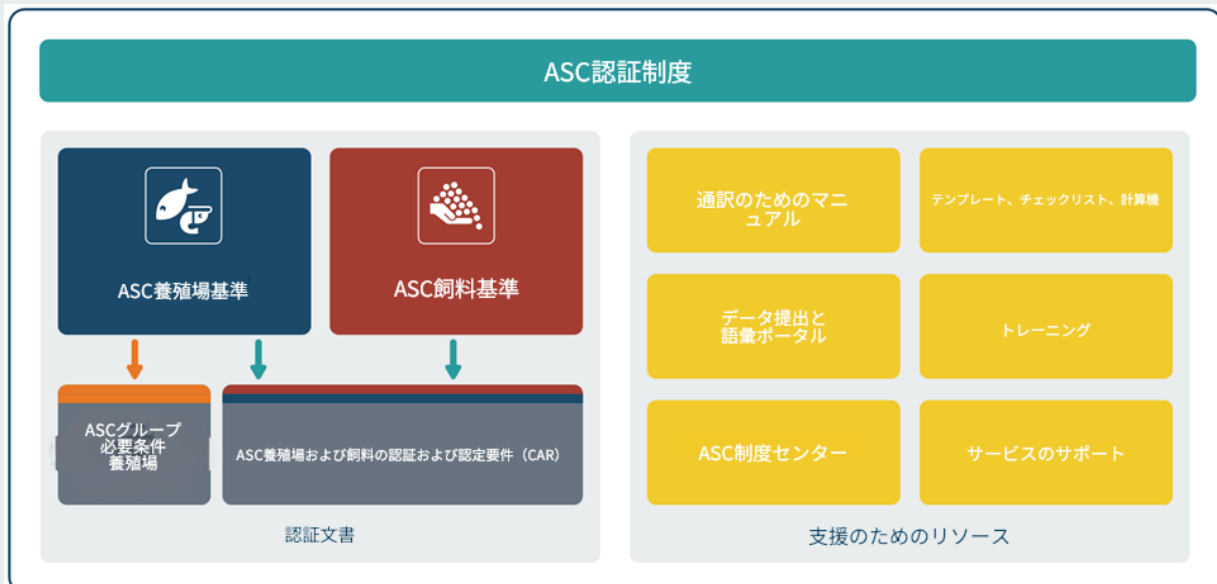 ASC認証制度
ASC養殖場基準
ASC飼料基準
ASCグループ
必要条件
養殖場
ASC養殖場および飼料の認証および認定要件（CAR）
認証文書
通訳のためのマニ
ュアル
テンプレート、チェックリスト、計算機
データ提出と
語彙ポータル
トレーニング
ASC制度センター
サービスのサポート
支援のためのリソース